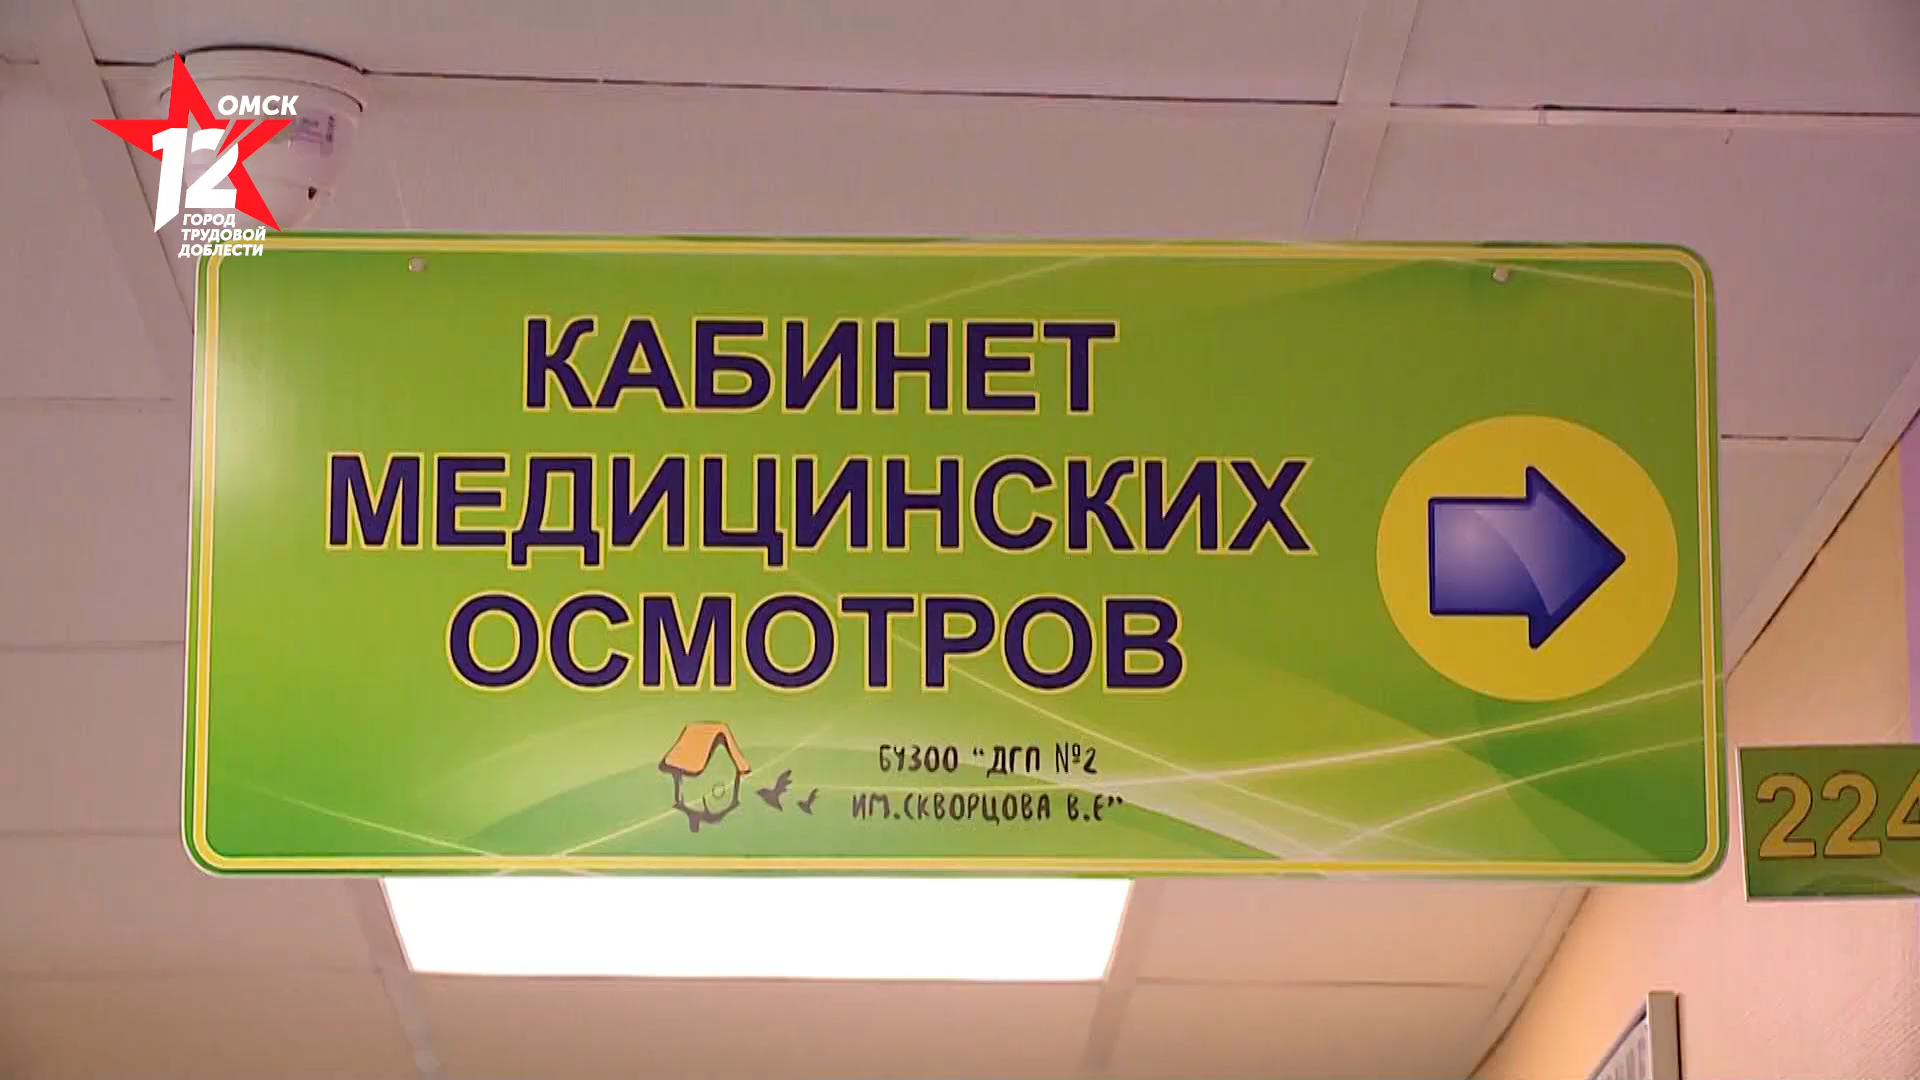 ОМСК
12
ГОРОД
ТРУДОВОЙ
ДОБЛЕСТИ
КАБИНЕТ
МЕДИЦИНСКИХ
ОСМОТРОВ
БУЗОО "ДГП №2
ИМ.СКВОРЦОВА В.Е"
224